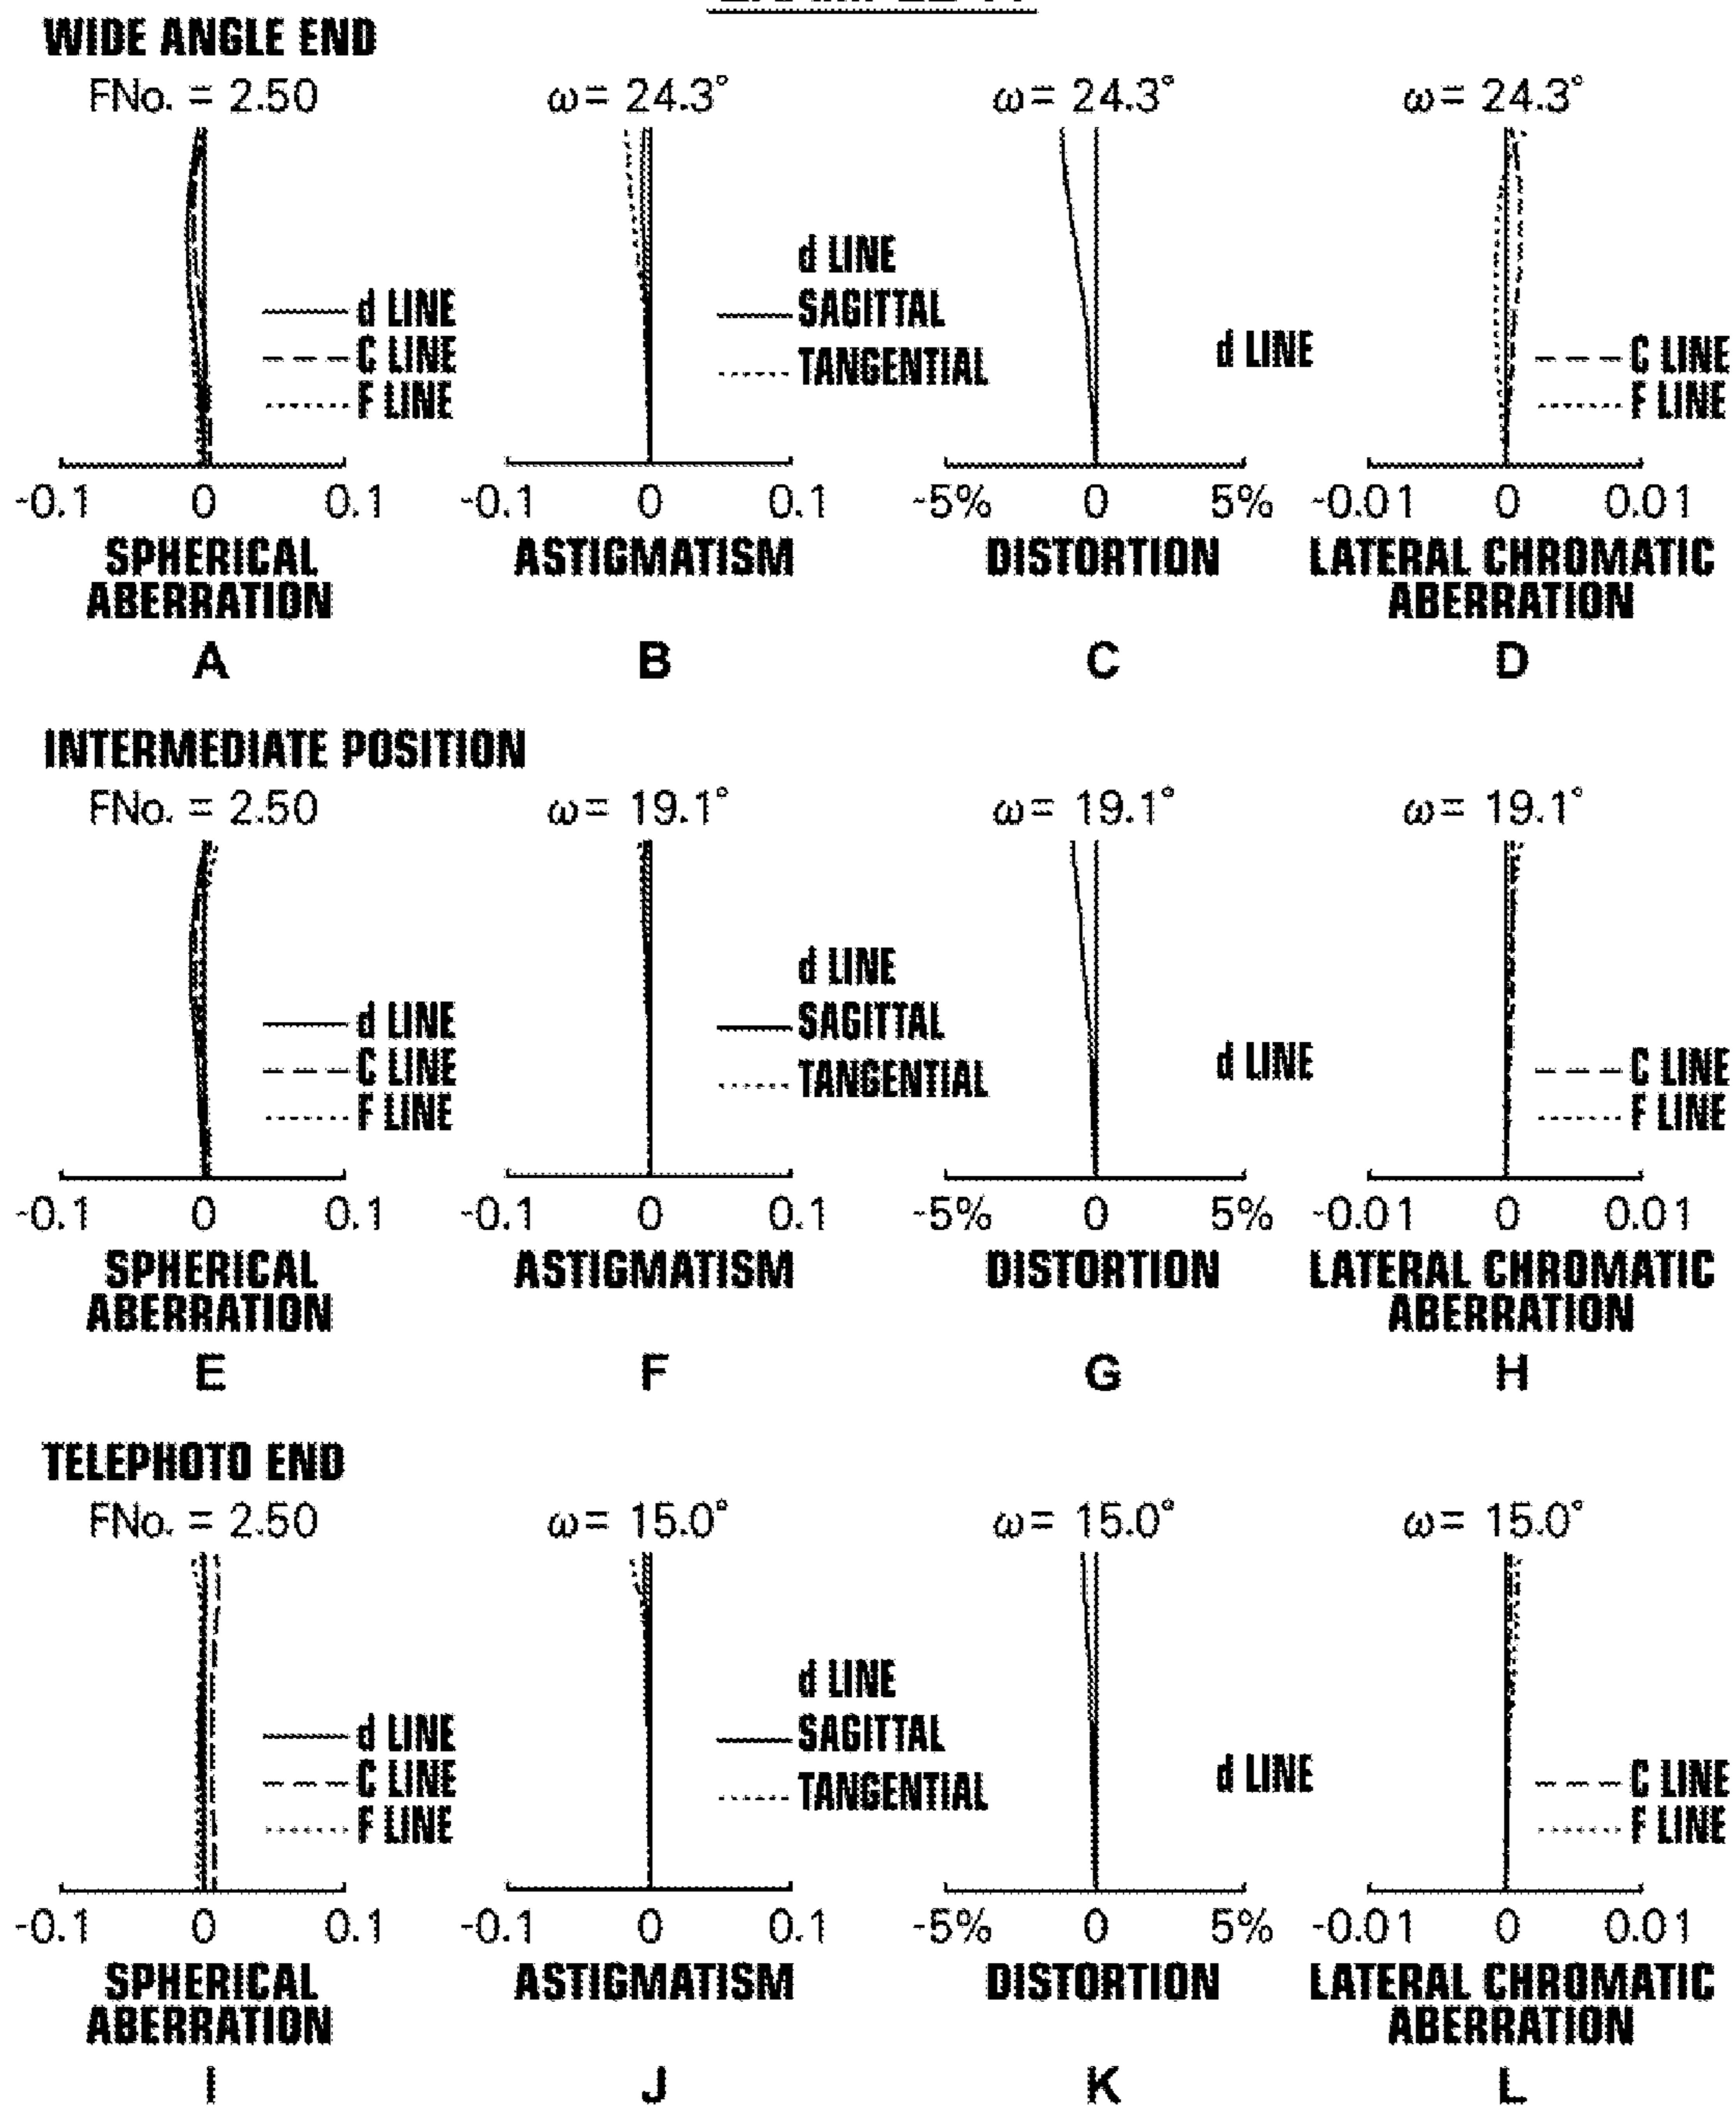 WIDE ANGLE END
FNo. = 2.50
ω= 24.3°
ω= 24.3°
ω= 24.3°
d LINE
C LINE
F LINE
d LINE
SAGITTAL
TANGENTIAL
d LINE
C LINE
F LINE
-0.1 0 0.1
-0.1 0 0.1
-5% 0 5%
-0.01 0 0.01
SPHERICAL
ABERRATION
ASTIGMATISM
DISTORTION
LATERAL CHROMATIC
ABERRATION
A
B
C
D
INTERMEDIATE POSITION
FNo. = 2.50
ω= 19.1°
ω= 19.1°
ω= 19.1°
d LINE
C LINE
F LINE
d LINE
SAGITTAL
TANGENTIAL
d LINE
C LINE
F LINE
-0.1 0 0.1
-0.1 0 0.1
-5% 0 5%
-0.01 0 0.01
SPHERICAL
ABERRATION
ASTIGMATISM
DISTORTION
LATERAL CHROMATIC
ABERRATION
E
F
G
H
TELEPHOTO END
FNo. = 2.50
ω= 15.0°
ω= 15.0°
ω= 15.0°
d LINE
C LINE
F LINE
d LINE
SAGITTAL
TANGENTIAL
d LINE
C LINE
F LINE
-0.1 0 0.1
-0.1 0 0.1
-5% 0 5%
-0.01 0 0.01
SPHERICAL
ABERRATION
ASTIGMATISM
DISTORTION
LATERAL CHROMATIC
ABERRATION
I
J
K
L